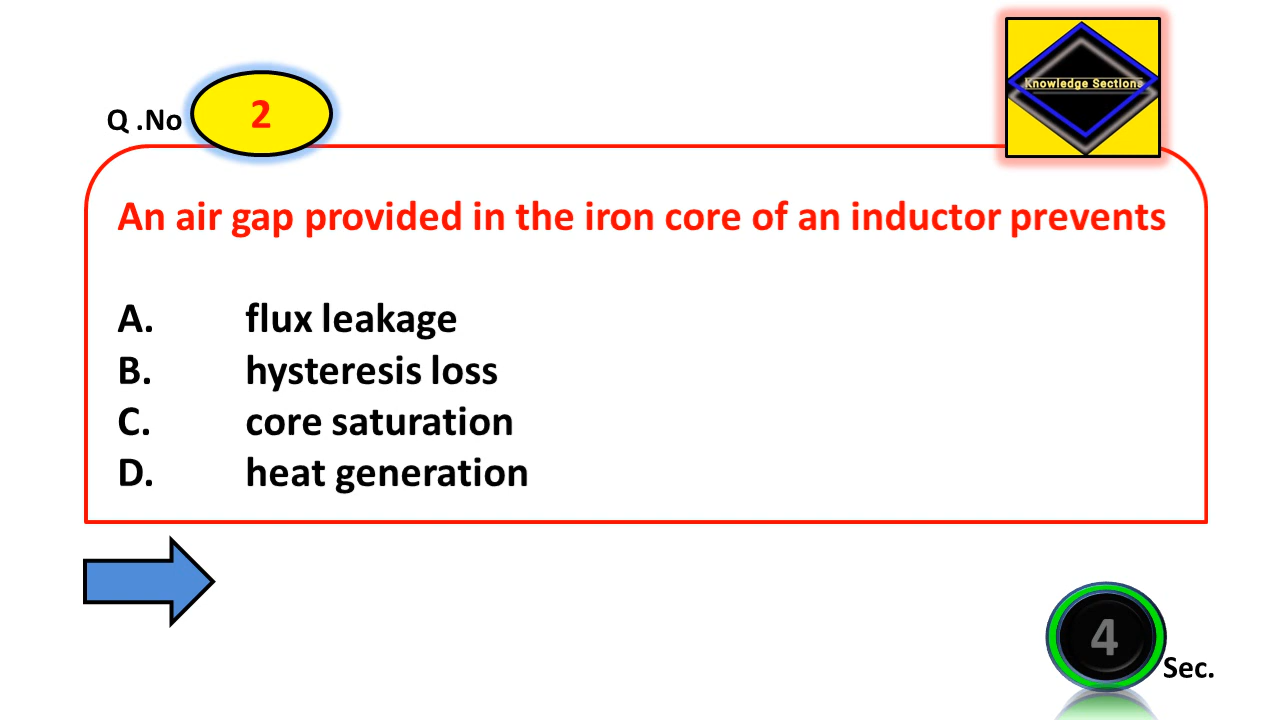 Knowledge Sections
Q .No 2
An air gap provided in the iron core of an inductor prevents
A. flux leakage
B. hysteresis loss
C. core saturation
D. heat generation
4 Sec.